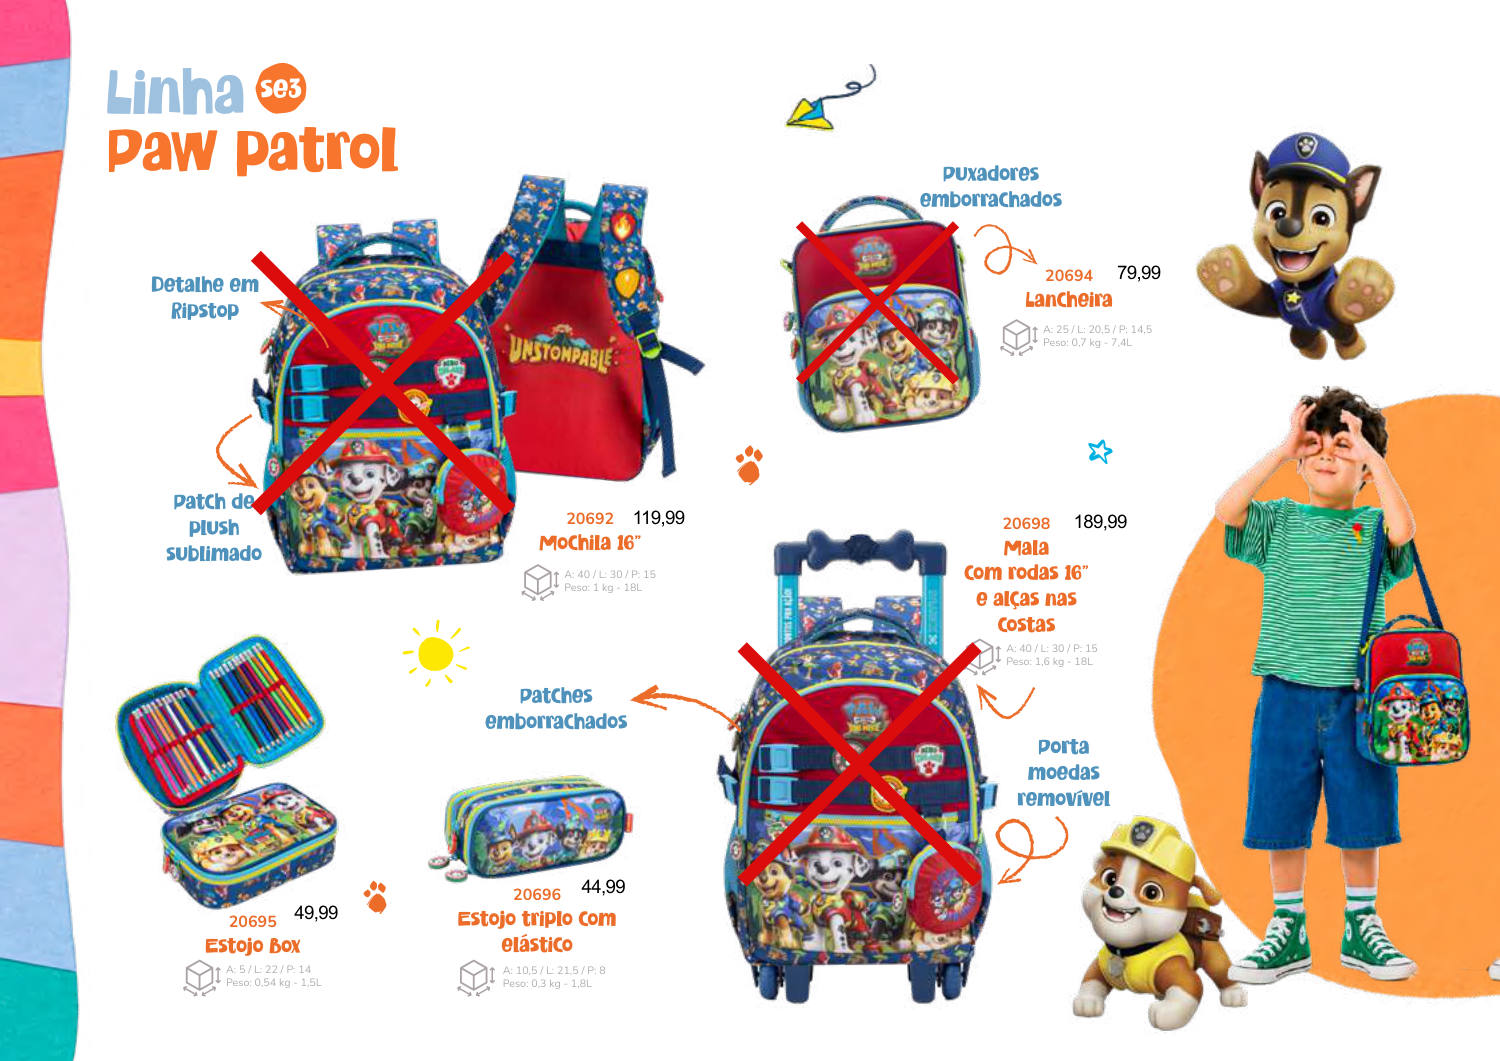 Linha se3
Paw Patrol
Puxadores
emborrachados
20694 79,99
Lancheira
A: 25 / L: 20,5 / P: 14,5
Peso: 0,7 kg - 7,4L
Detalhe em
Ripstop
UNSTOMPABLE
Patch de
plush
sublimado
20692 119,99
Mochila 16”
A: 40 / L: 30 / P: 15
Peso: 1 kg - 18L
20698 189,99
Mala
com rodas 16”
e alças nas
costas
A: 40 / L: 30 / P: 15
Peso: 1,6 kg - 18L
Patches
emborrachados
Porta
moedas
removível
20695 49,99
Estojo Box
A: 5 / L: 22 / P: 14
Peso: 0,54 kg - 1,5L
20696 44,99
Estojo triplo com
elástico
A: 10,5 / L: 21,5 / P: 8
Peso: 0,3 kg - 1,8L